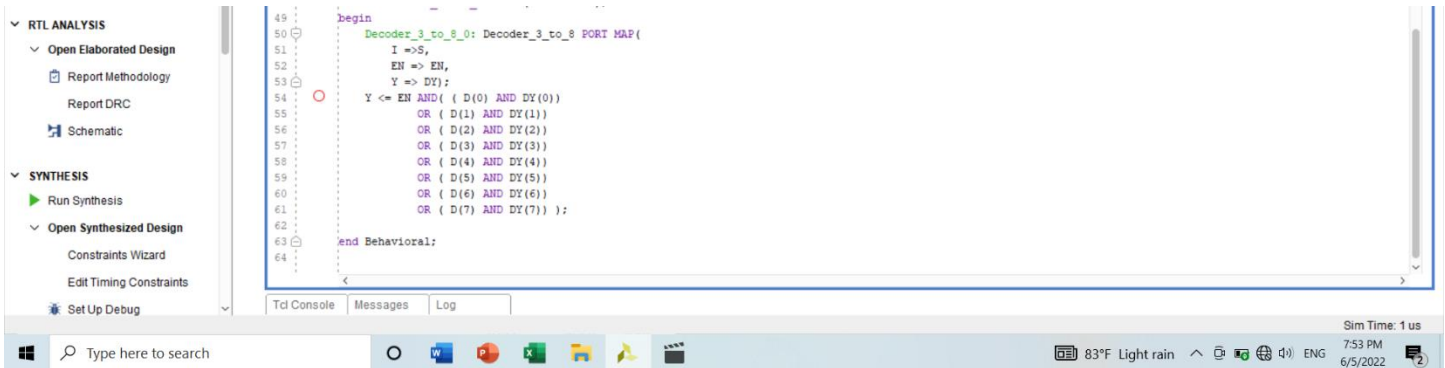 RTL ANALYSIS
Open Elaborated Design
Report Methodology
Report DRC
Schematic
SYNTHESIS
Run Synthesis
Open Synthesized Design
Constraints Wizard
Edit Timing Constraints
Set Up Debug
49 begin
50 Decoder_3_to_8_0: Decoder_3_to_8 PORT MAP(
51 I =>S,
52 EN => EN,
53 Y => DY);
54 Y <= EN AND( ( D(0) AND DY(0))
55 OR ( D(1) AND DY(1))
56 OR ( D(2) AND DY(2))
57 OR ( D(3) AND DY(3))
58 OR ( D(4) AND DY(4))
59 OR ( D(5) AND DY(5))
60 OR ( D(6) AND DY(6))
61 OR ( D(7) AND DY(7)) );
62
63 end Behavioral;
64
Tcl Console Messages Log
Sim Time: 1 us
Type here to search
83°F Light rain ENG
7:53 PM
6/5/2022
2